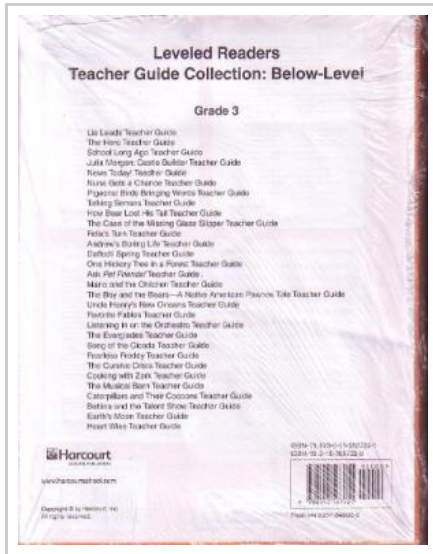 Leveled Readers
Teacher Guide Collection: Below-Level
Grade 3
Lia Leads Teacher Guide
The Hero Teacher Guide
School Long Ago Teacher Guide
Julia Morgan: Castle Builder Teacher Guide
News Today! Teacher Guide
Nurse Gets a Chance Teacher Guide
Pigeons: Birds Bringing Words Teacher Guide
Talking Senses Teacher Guide
How Bear Lost His Tail Teacher Guide
The Case of the Missing Glass Slipper Teacher Guide
Felix's Turn Teacher Guide
Andrew's Boring Life Teacher Guide
Daffodil Spring Teacher Guide
One Hickory Tree in a Forest Teacher Guide
Ask Pet Friends! Teacher Guide
Mario and the Chicken Teacher Guide
The Boy and the Bears—A Native American Pawnee Tale Teacher Guide
Uncle Henry's New Orleans Teacher Guide
Favorite Fables Teacher Guide
Listening In on the Orchestra Teacher Guide
The Everglades Teacher Guide
Song of the Cicada Teacher Guide
Fearless Freddy Teacher Guide
The Cursive Crisis Teacher Guide
Cooking with Zork Teacher Guide
The Musical Barn Teacher Guide
Caterpillars and Their Cocoons Teacher Guide
Bettina and the Talent Show Teacher Guide
Earth's Moon Teacher Guide
Heart Wise Teacher Guide
Harcourt
www.harcourtschool.com
Copyright © by Harcourt, Inc.
All rights reserved.